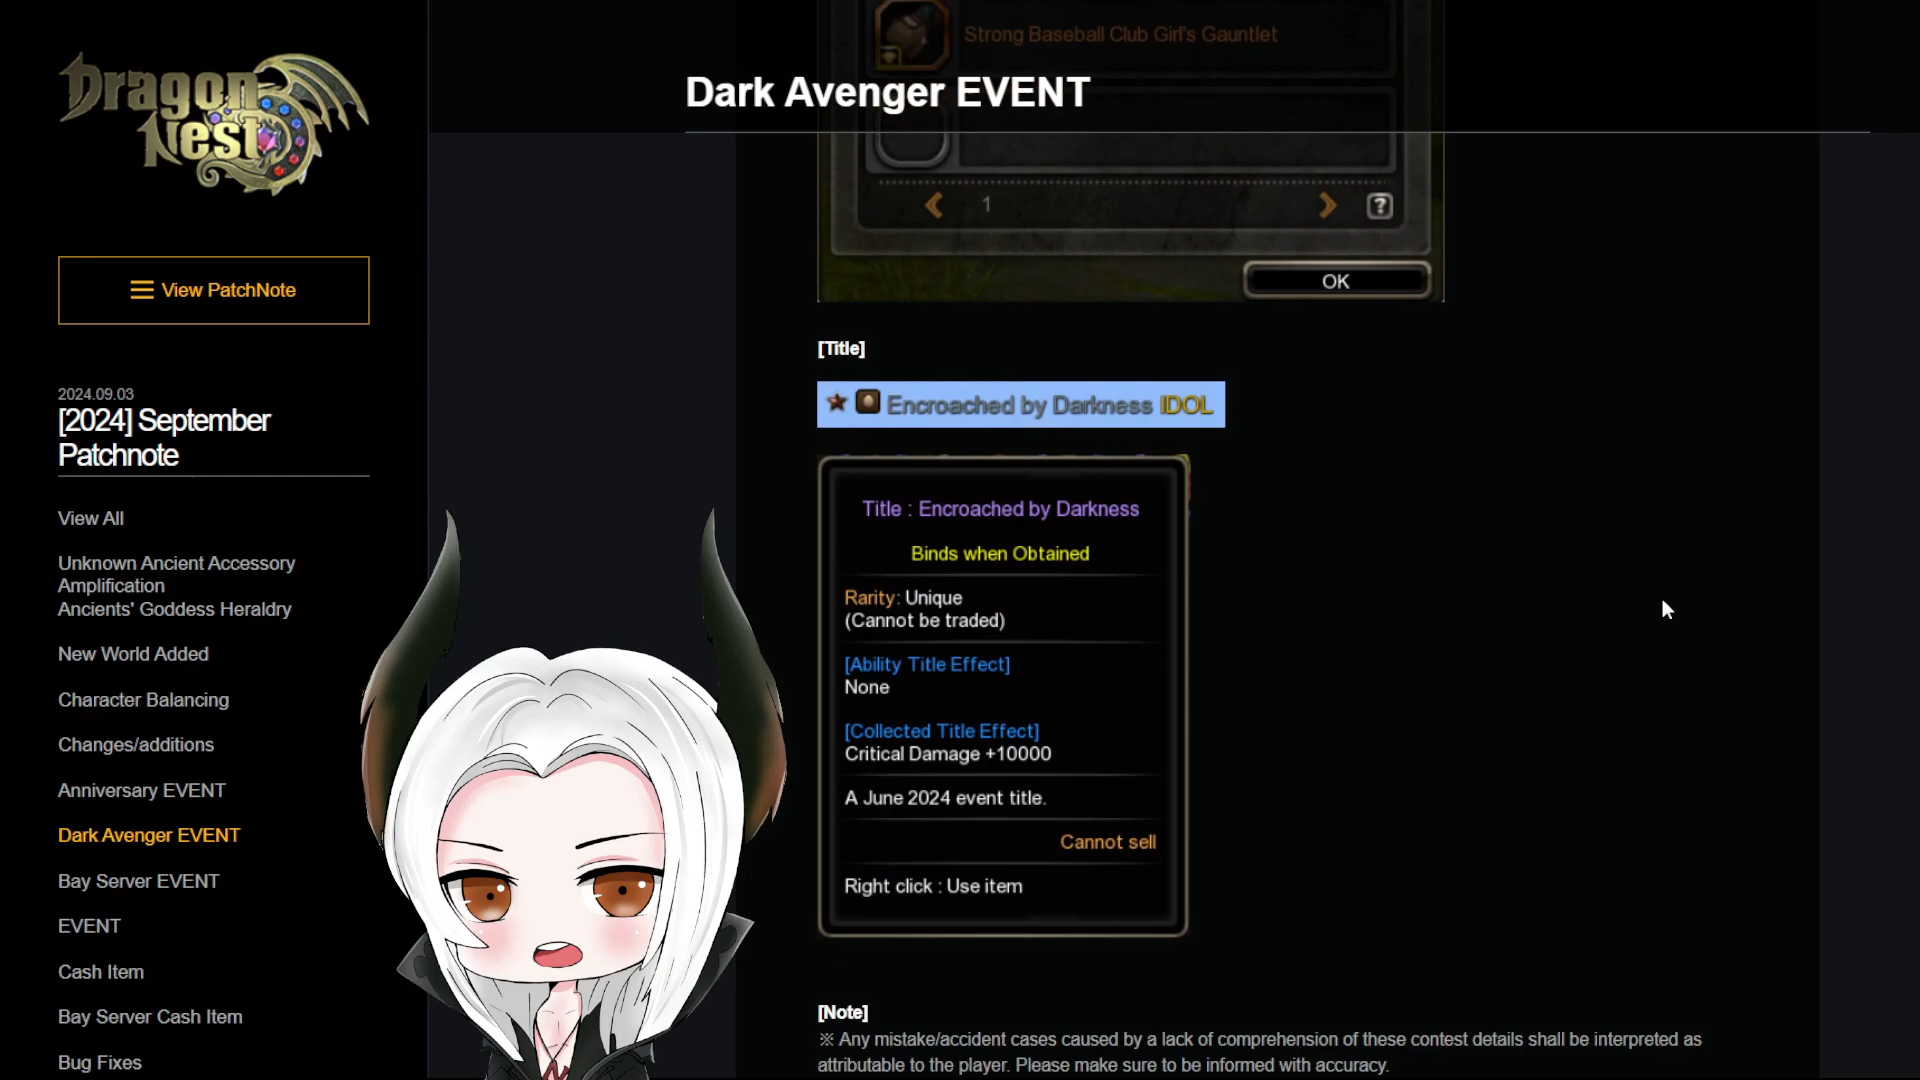 Dragon
Nest
View PatchNote
2024.09.03
[2024] September
Patchnote
View All
Unknown Ancient Accessory
Amplification
Ancients' Goddess Heraldry
New World Added
Character Balancing
Changes/additions
Anniversary EVENT
Dark Avenger EVENT
Bay Server EVENT
EVENT
Cash Item
Bay Server Cash Item
Bug Fixes
Strong Baseball Club Girl's Gauntlet
Dark Avenger EVENT
1
?
OK
[Title]
Encroached by Darkness IDOL
Title : Encroached by Darkness
Binds when Obtained
Rarity: Unique
(Cannot be traded)
[Ability Title Effect]
None
[Collected Title Effect]
Critical Damage +10000
A June 2024 event title.
Cannot sell
Right click : Use item
[Note]
※ Any mistake/accident cases caused by a lack of comprehension of these contest details shall be interpreted as
attributable to the player. Please make sure to be informed with accuracy.